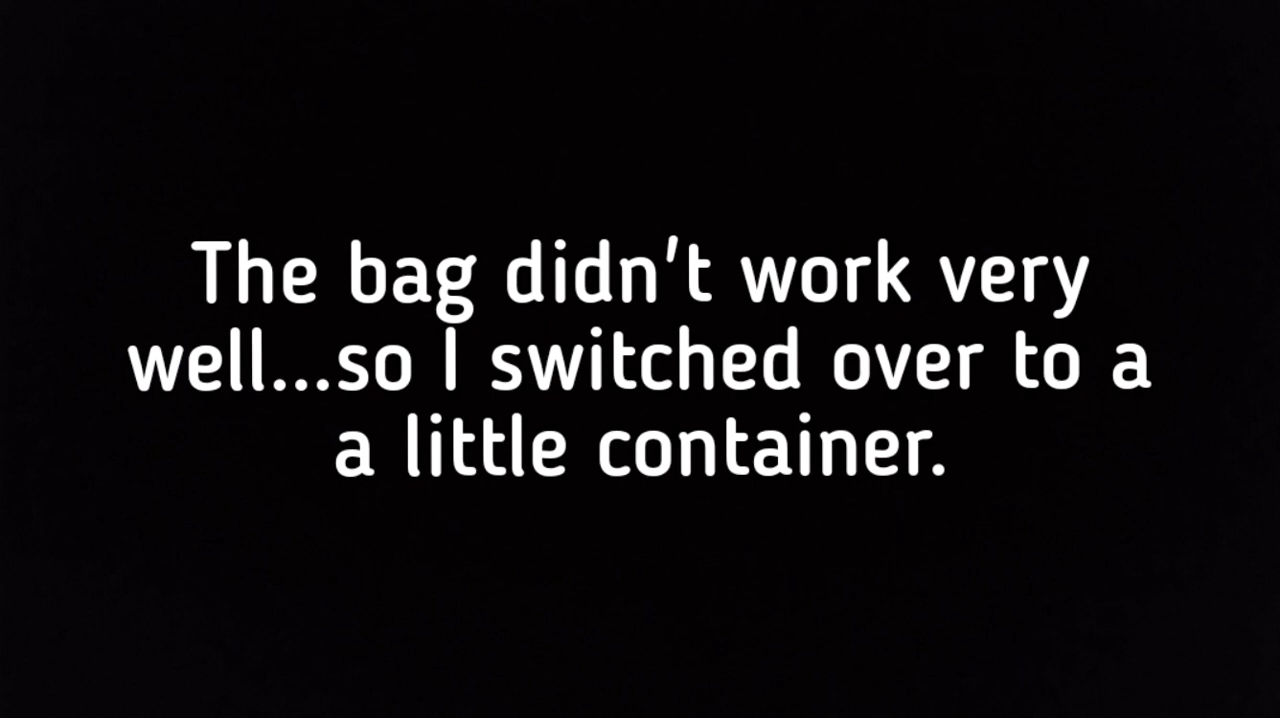 The bag didn't work very
well...so I switched over to a
a little container.